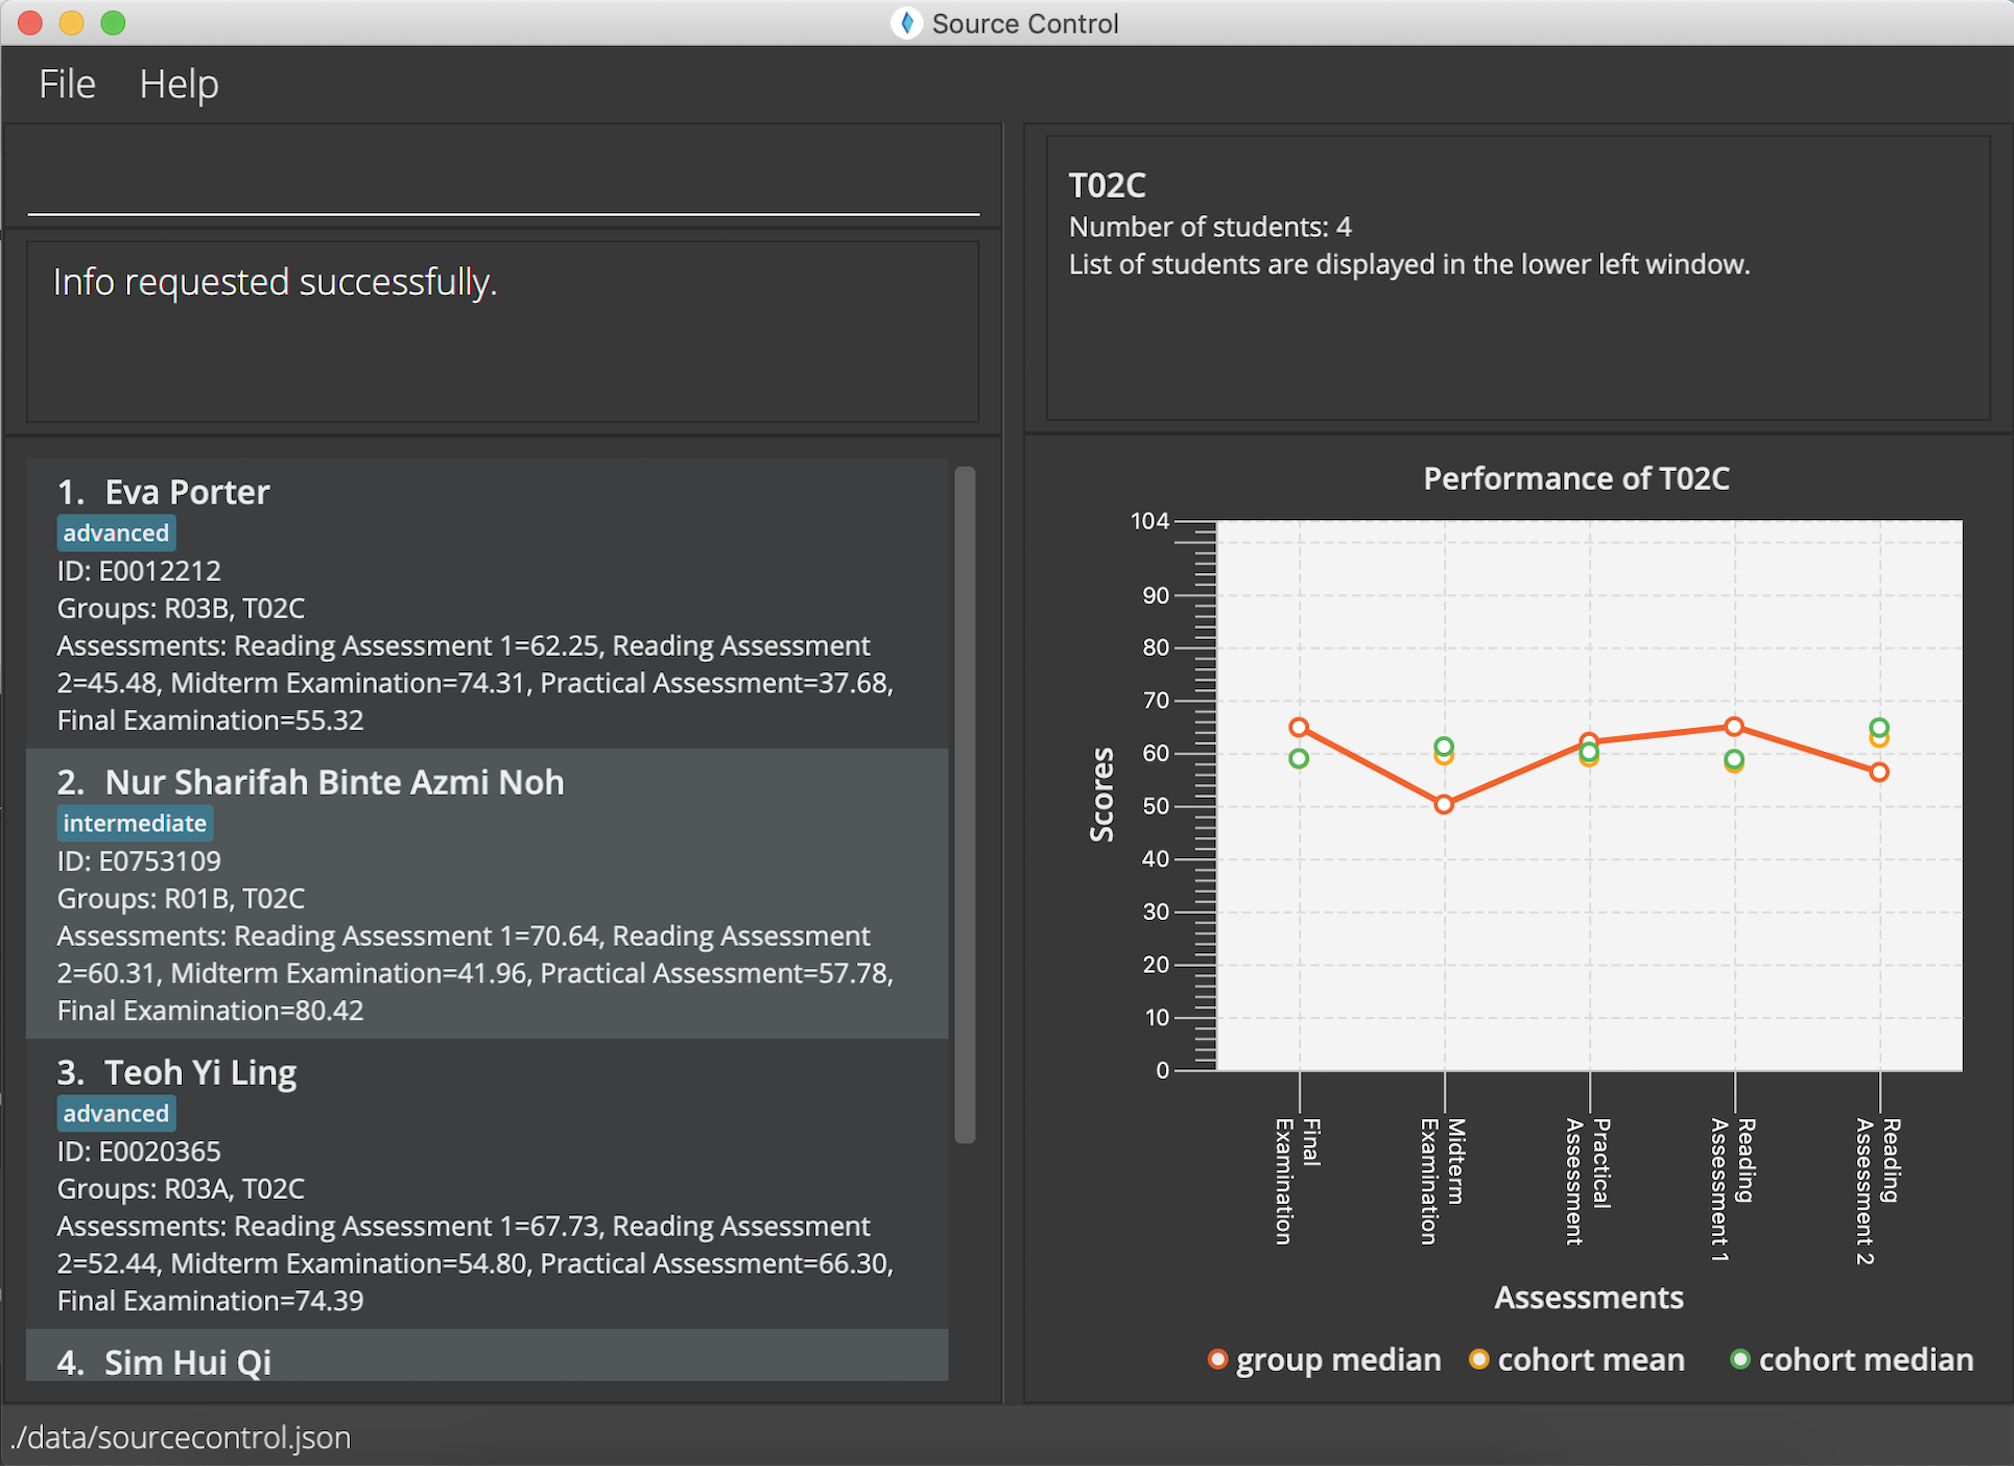 Source Control
File Help
Info requested successfully.
1. Eva Porter
advanced
ID: E0012212
Groups: R03B, T02C
Assessments: Reading Assessment 1=62.25, Reading Assessment
2=45.48, Midterm Examination=74.31, Practical Assessment=37.68,
Final Examination=55.32
2. Nur Sharifah Binte Azmi Noh
intermediate
ID: E0753109
Groups: R01B, T02C
Assessments: Reading Assessment 1=70.64, Reading Assessment
2=60.31, Midterm Examination=41.96, Practical Assessment=57.78,
Final Examination=80.42
3. Teoh Yi Ling
advanced
ID: E0020365
Groups: R03A, T02C
Assessments: Reading Assessment 1=67.73, Reading Assessment
2=52.44, Midterm Examination=54.80, Practical Assessment=66.30,
Final Examination=74.39
4. Sim Hui Qi
T02C
Number of students: 4
List of students are displayed in the lower left window.
Performance of T02C
104
90
80
70
60
50
40
30
20
10
0
Scores
Final
Examination
Midterm
Examination
Practical
Assessment
Reading
Assessment 1
Reading
Assessment 2
Assessments
group median cohort mean cohort median
./data/sourcecontrol.json